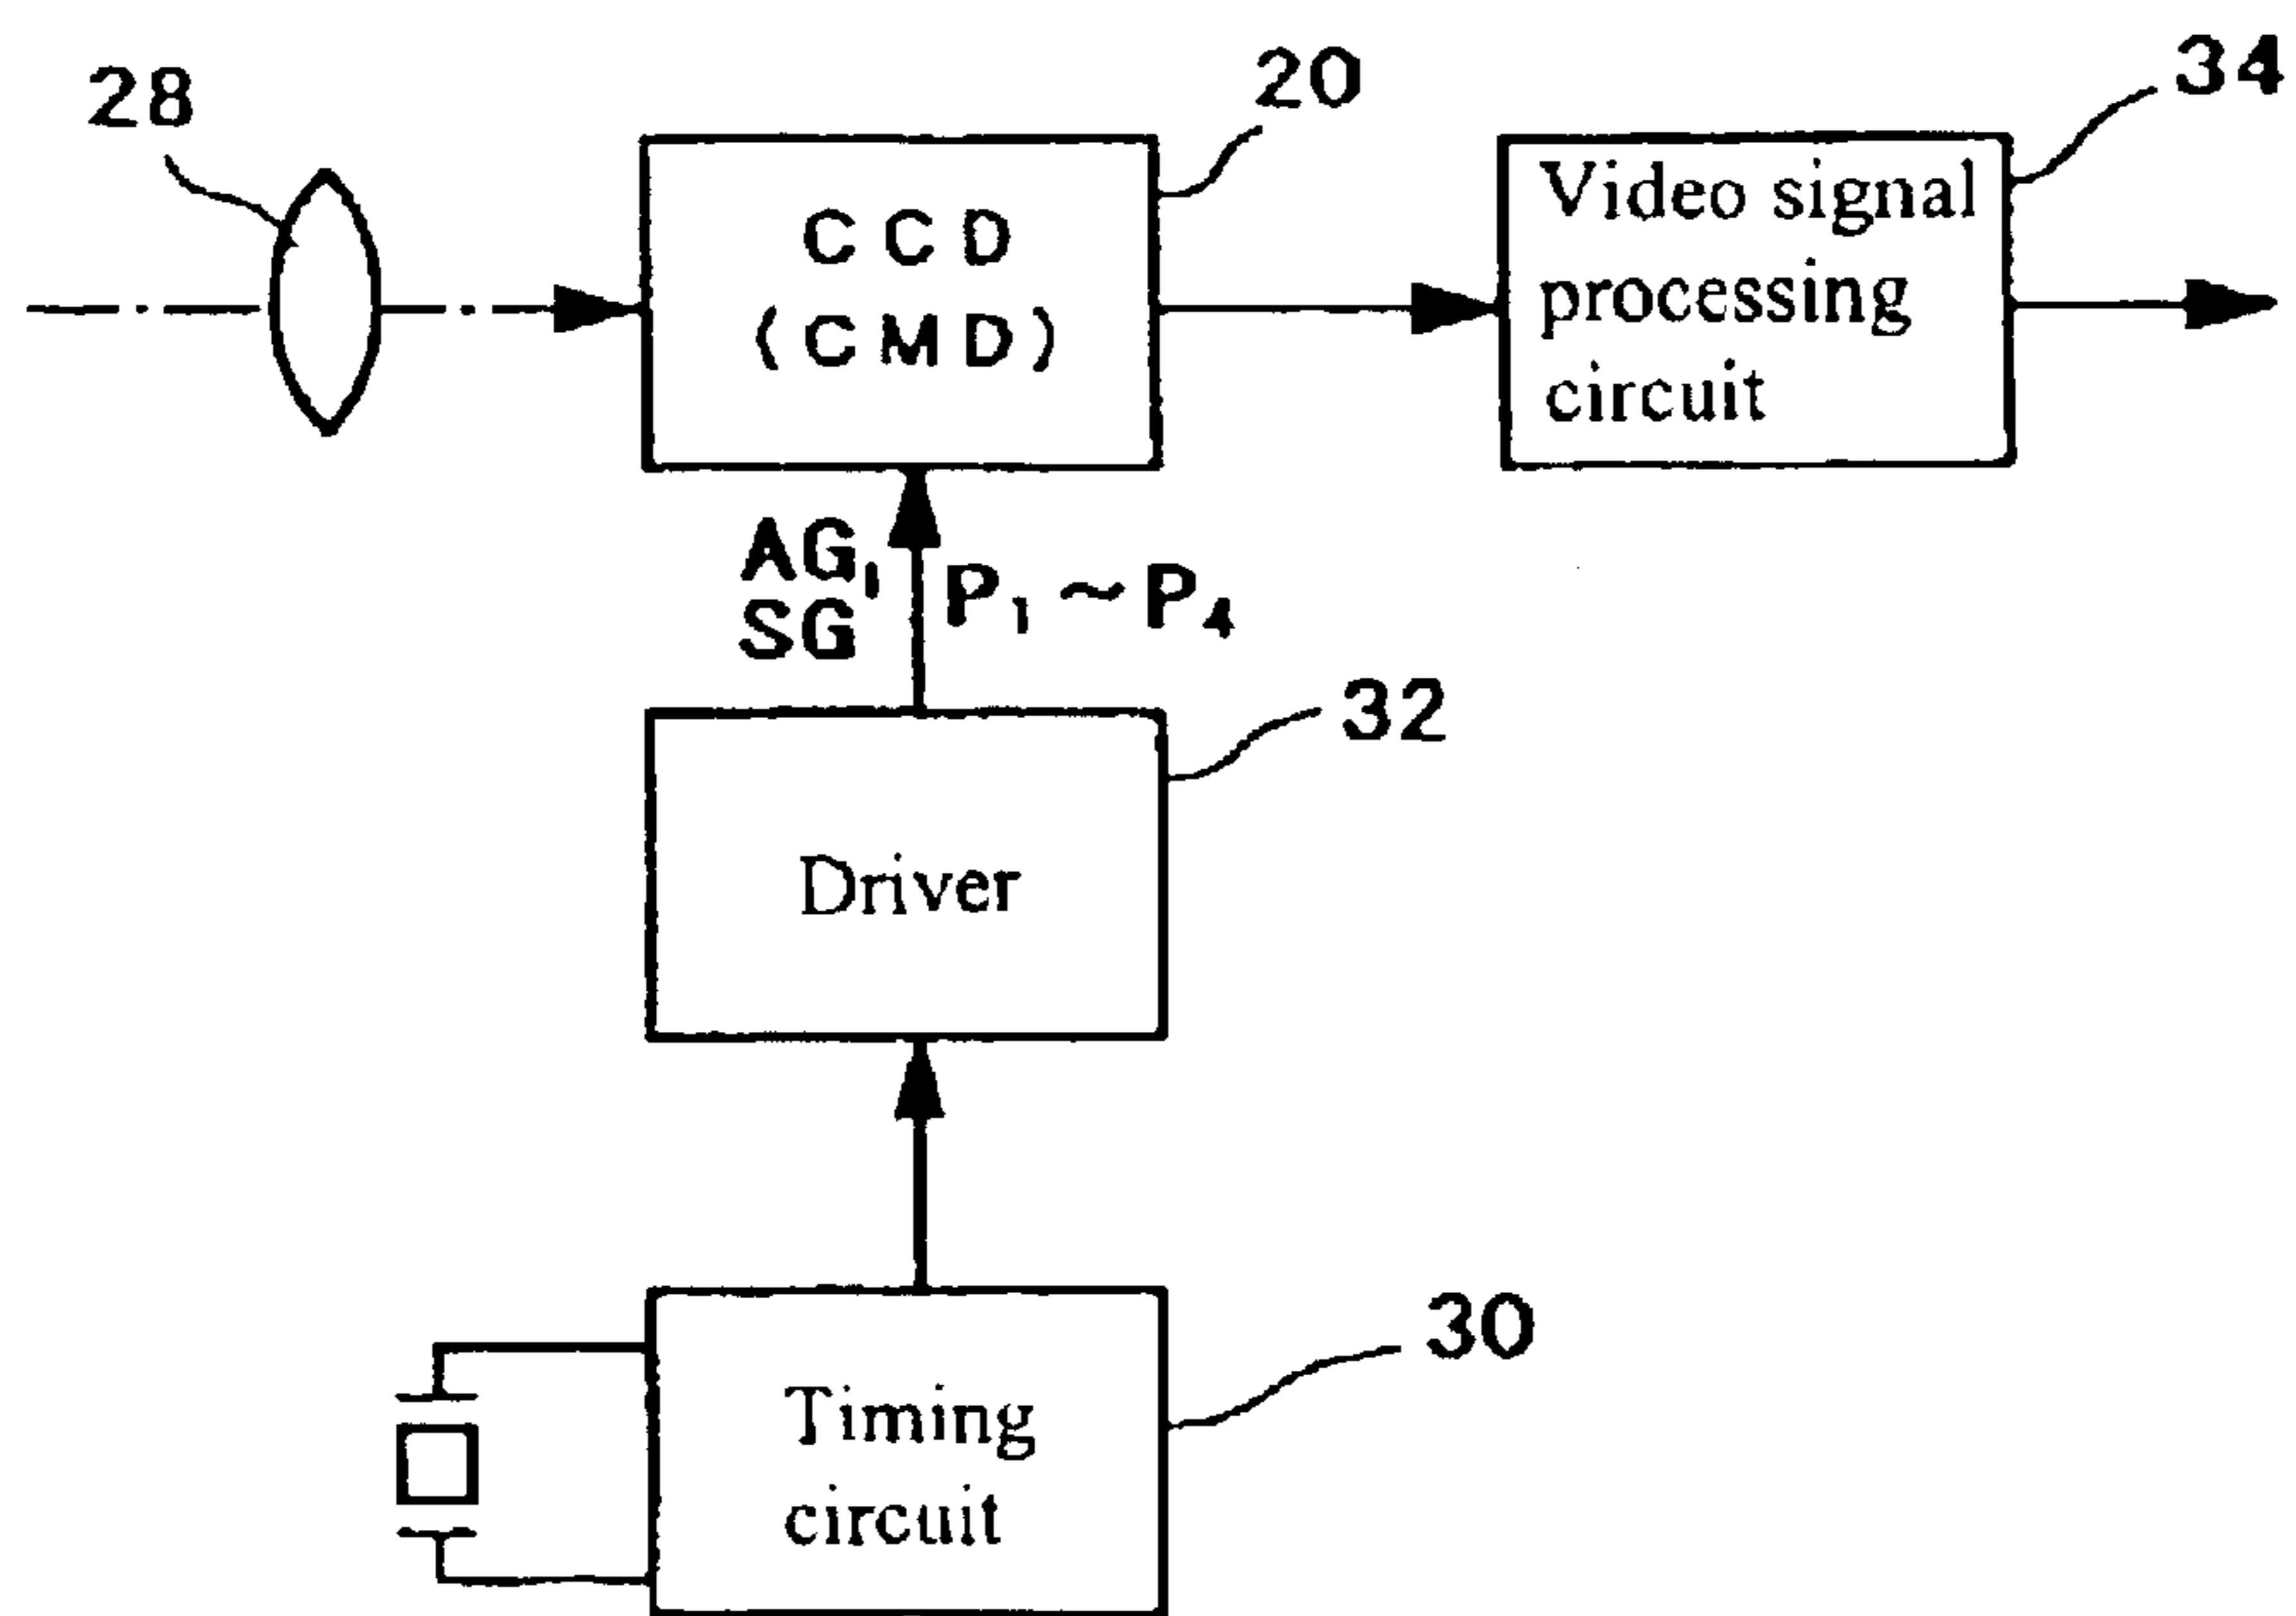 28
20
34
CCD
(CMD)
Video signal
processing
circuit
AG,
SG
P1~P4
32
Driver
30
Timing
circuit